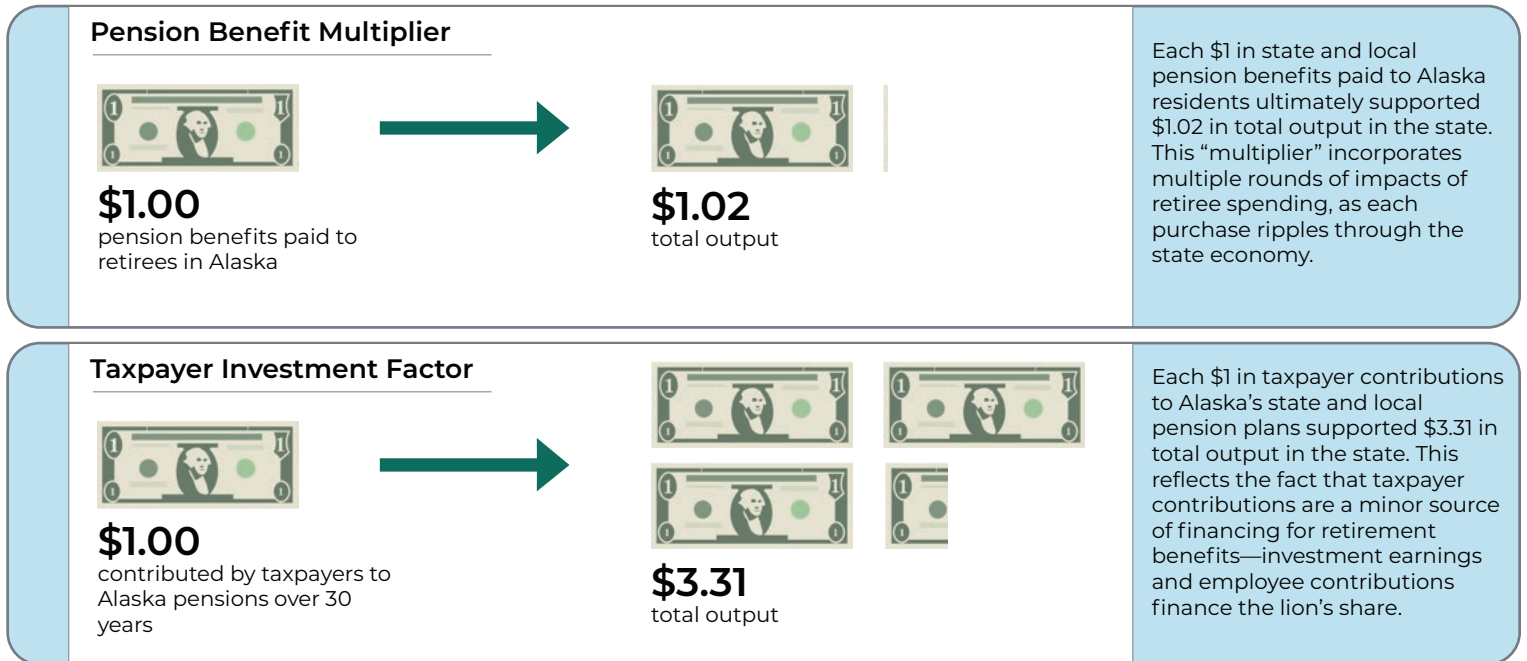 Pension Benefit Multiplier
$1.00
pension benefits paid to
retirees in Alaska
$1.02
total output
Each $1 in state and local
pension benefits paid to Alaska
residents ultimately supported
$1.02 in total output in the state.
This “multiplier” incorporates
multiple rounds of impacts of
retiree spending, as each
purchase ripples through the
state economy.
Taxpayer Investment Factor
$1.00
contributed by taxpayers to
Alaska pensions over 30
years
$3.31
total output
Each $1 in taxpayer contributions
to Alaska’s state and local
pension plans supported $3.31 in
total output in the state. This
reflects the fact that taxpayer
contributions are a minor source
of financing for retirement
benefits—investment earnings
and employee contributions
finance the lion’s share.